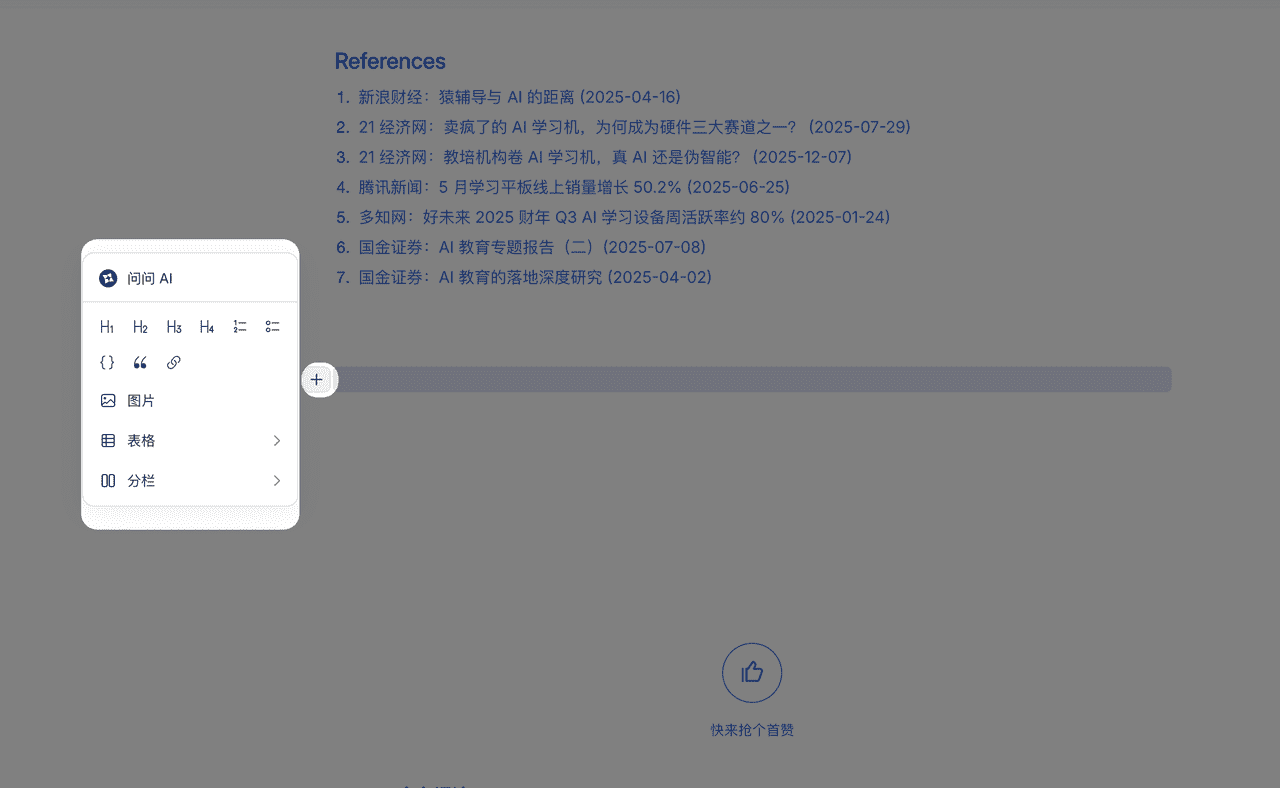 References
1. 新浪财经：猿辅导与 AI 的距离 (2025-04-16)
2. 21 经济网：卖疯了的 AI 学习机，为何成为硬件三大赛道之一？ (2025-07-29)
3. 21 经济网：教培机构卷 AI 学习机，真 AI 还是伪智能？ (2025-12-07)
4. 腾讯新闻：5 月学习平板线上销量增长 50.2% (2025-06-25)
5. 多知网：好未来 2025 财年 Q3 AI 学习设备周活跃率约 80% (2025-01-24)
6. 国金证券：AI 教育专题报告（二）(2025-07-08)
7. 国金证券：AI 教育的落地深度研究 (2025-04-02)
问问 AI
H1 H2 H3 H4
图片
表格
分栏
快来抢个首赞